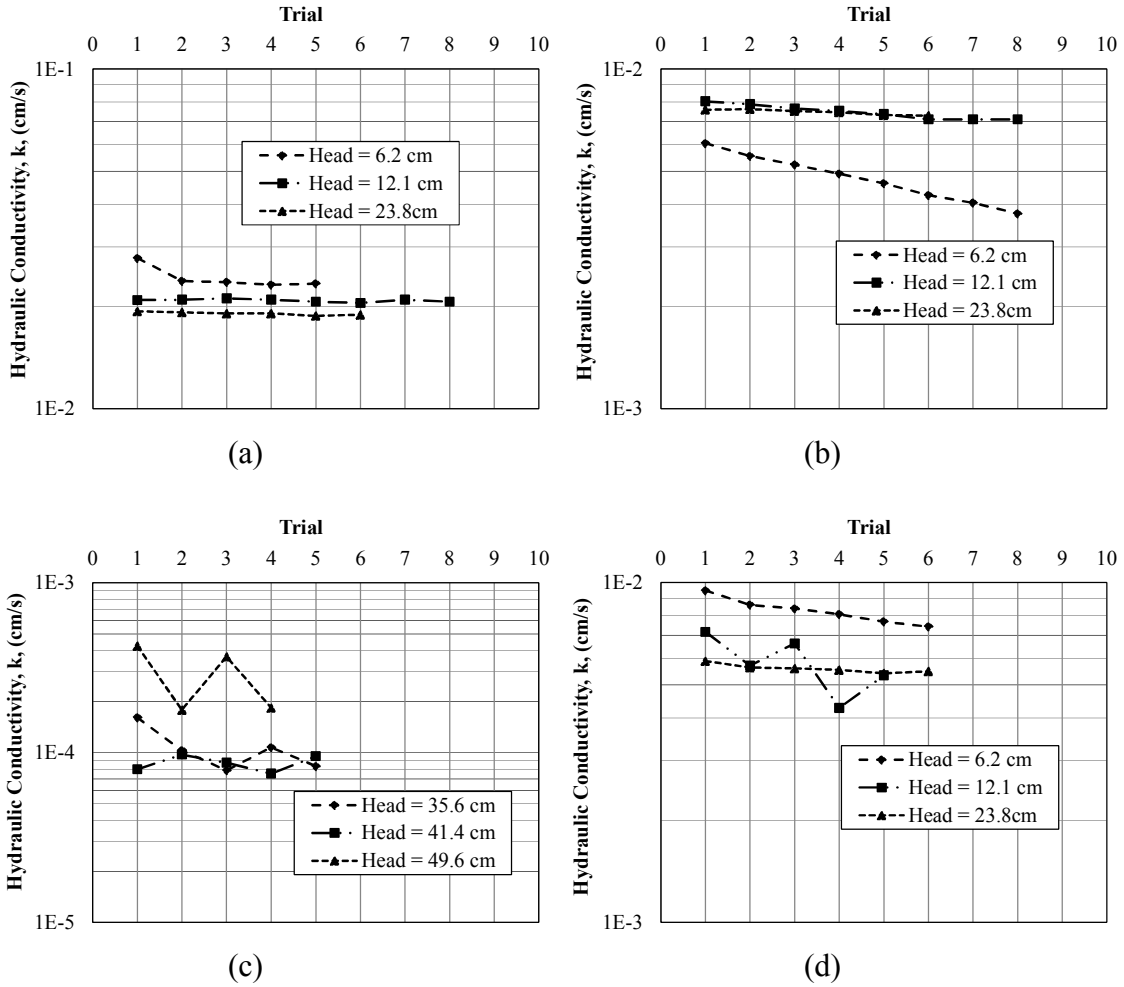 Trial
0 1 2 3 4 5 6 7 8 9 10
1E-1
Hydraulic Conductivity, k, (cm/s)
Head = 6.2 cm
Head = 12.1 cm
Head = 23.8cm
1E-2
(a)
Trial
0 1 2 3 4 5 6 7 8 9 10
1E-2
Hydraulic Conductivity, k, (cm/s)
Head = 6.2 cm
Head = 12.1 cm
Head = 23.8cm
1E-3
(b)
Trial
0 1 2 3 4 5 6 7 8 9 10
1E-3
Hydraulic Conductivity, k, (cm/s)
1E-4
Head = 35.6 cm
Head = 41.4 cm
Head = 49.6 cm
1E-5
(c)
Trial
0 1 2 3 4 5 6 7 8 9 10
1E-2
Hydraulic Conductivity, k, (cm/s)
Head = 6.2 cm
Head = 12.1 cm
Head = 23.8cm
1E-3
(d)